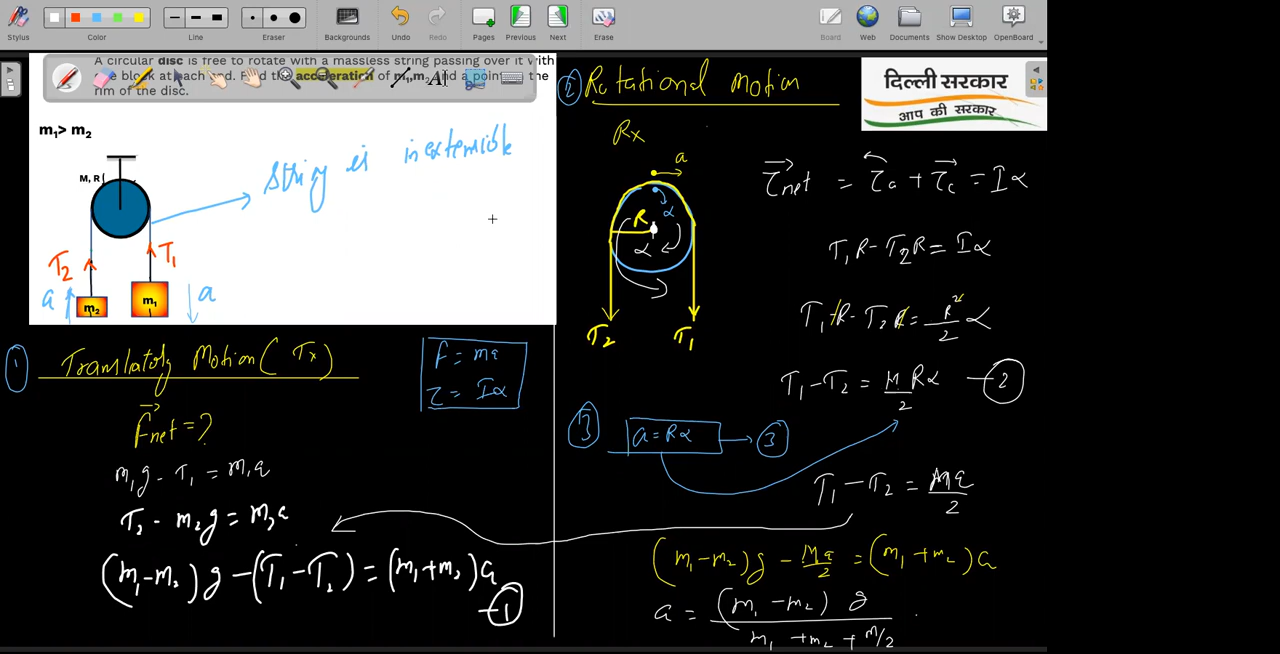 Stylus
Color
Line
Eraser
Backgrounds
Undo
Redo
Pages
Previous
Next
Erase
Board
Web
Documents
Show Desktop
OpenBoard
A circular disc is free to rotate with a massless string passing over it with
block at each end. Find the acceleration of m₁,m₂ and a point the
rim of the disc.
m₁> m₂
M, R
String is inextensible
T₂
T₁
a
a
m₂
m₁
① Translatory Motion ( Tx )
F = ma
τ = Iα
F⃗net = ?
m₁g - T₁ = m₁a
T₂ - m₂g = m₂a
(m₁-m₂)g - (T₁-T₂) = (m₁+m₂)a
—①
② Rotational Motion
दिल्ली सरकार
आप की सरकार
Rx
a
α
R
α
T₂
T₁
τ⃗net = τ⃗a + τ⃗c = Iα
T₁R - T₂R = Iα
T₁R - T₂R = R²/2 α
T₁ - T₂ = M/2 Rα —②
③ a = Rα → ③
T₁ - T₂ = Ma/2
(m₁-m₂)g - Ma/2 = (m₁+m₂)a
a = (m₁-m₂) g / m₁+m₂+M/2